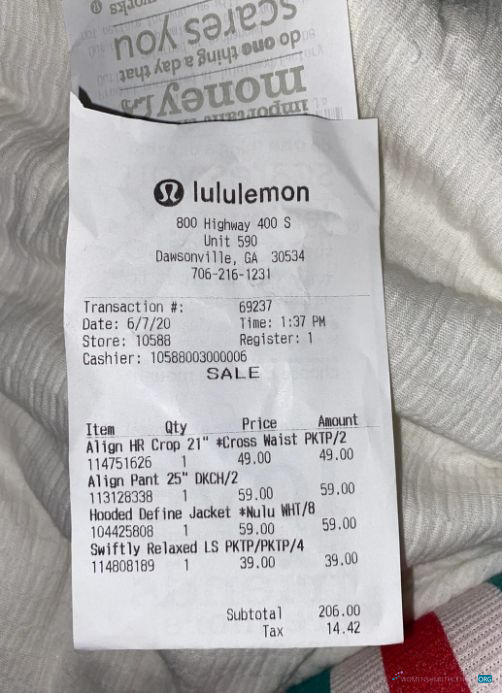 works
scares you
do one thing a day that
money
important
lululemon
800 Highway 400 S
Unit 590
Dawsonville, GA 30534
706-216-1231
Transaction #: 69237
Date: 6/7/20 Time: 1:37 PM
Store: 10588 Register: 1
Cashier: 10588003000006
SALE
Item Qty Price Amount
Align HR Crop 21" *Cross Waist PKTP/2
114751626 1 49.00 49.00
Align Pant 25" DKCH/2
113128338 1 59.00 59.00
Hooded Define Jacket *Nulu WHT/8
104425808 1 59.00 59.00
Swiftly Relaxed LS PKTP/PKTP/4
114808189 1 39.00 39.00
Subtotal 206.00
Tax 14.42
ORG